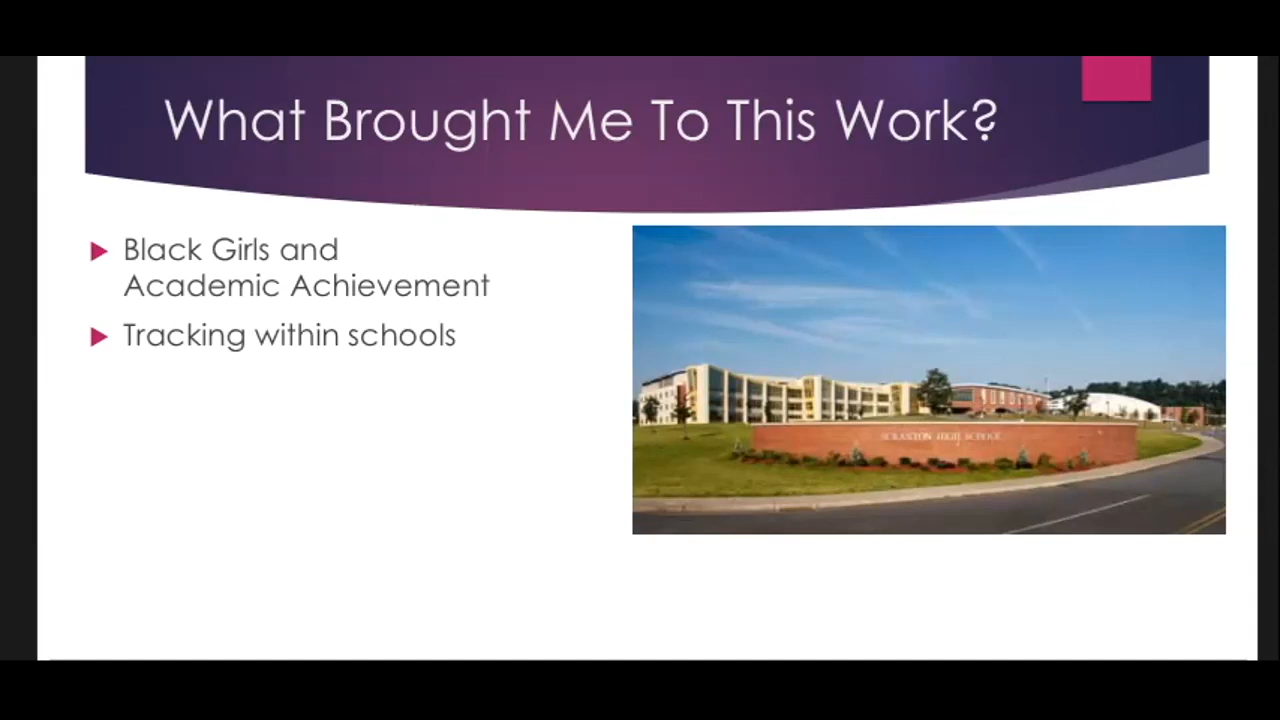 What Brought Me To This Work?
Black Girls and
Academic Achievement
Tracking within schools
SCRANTON HIGH SCHOOL